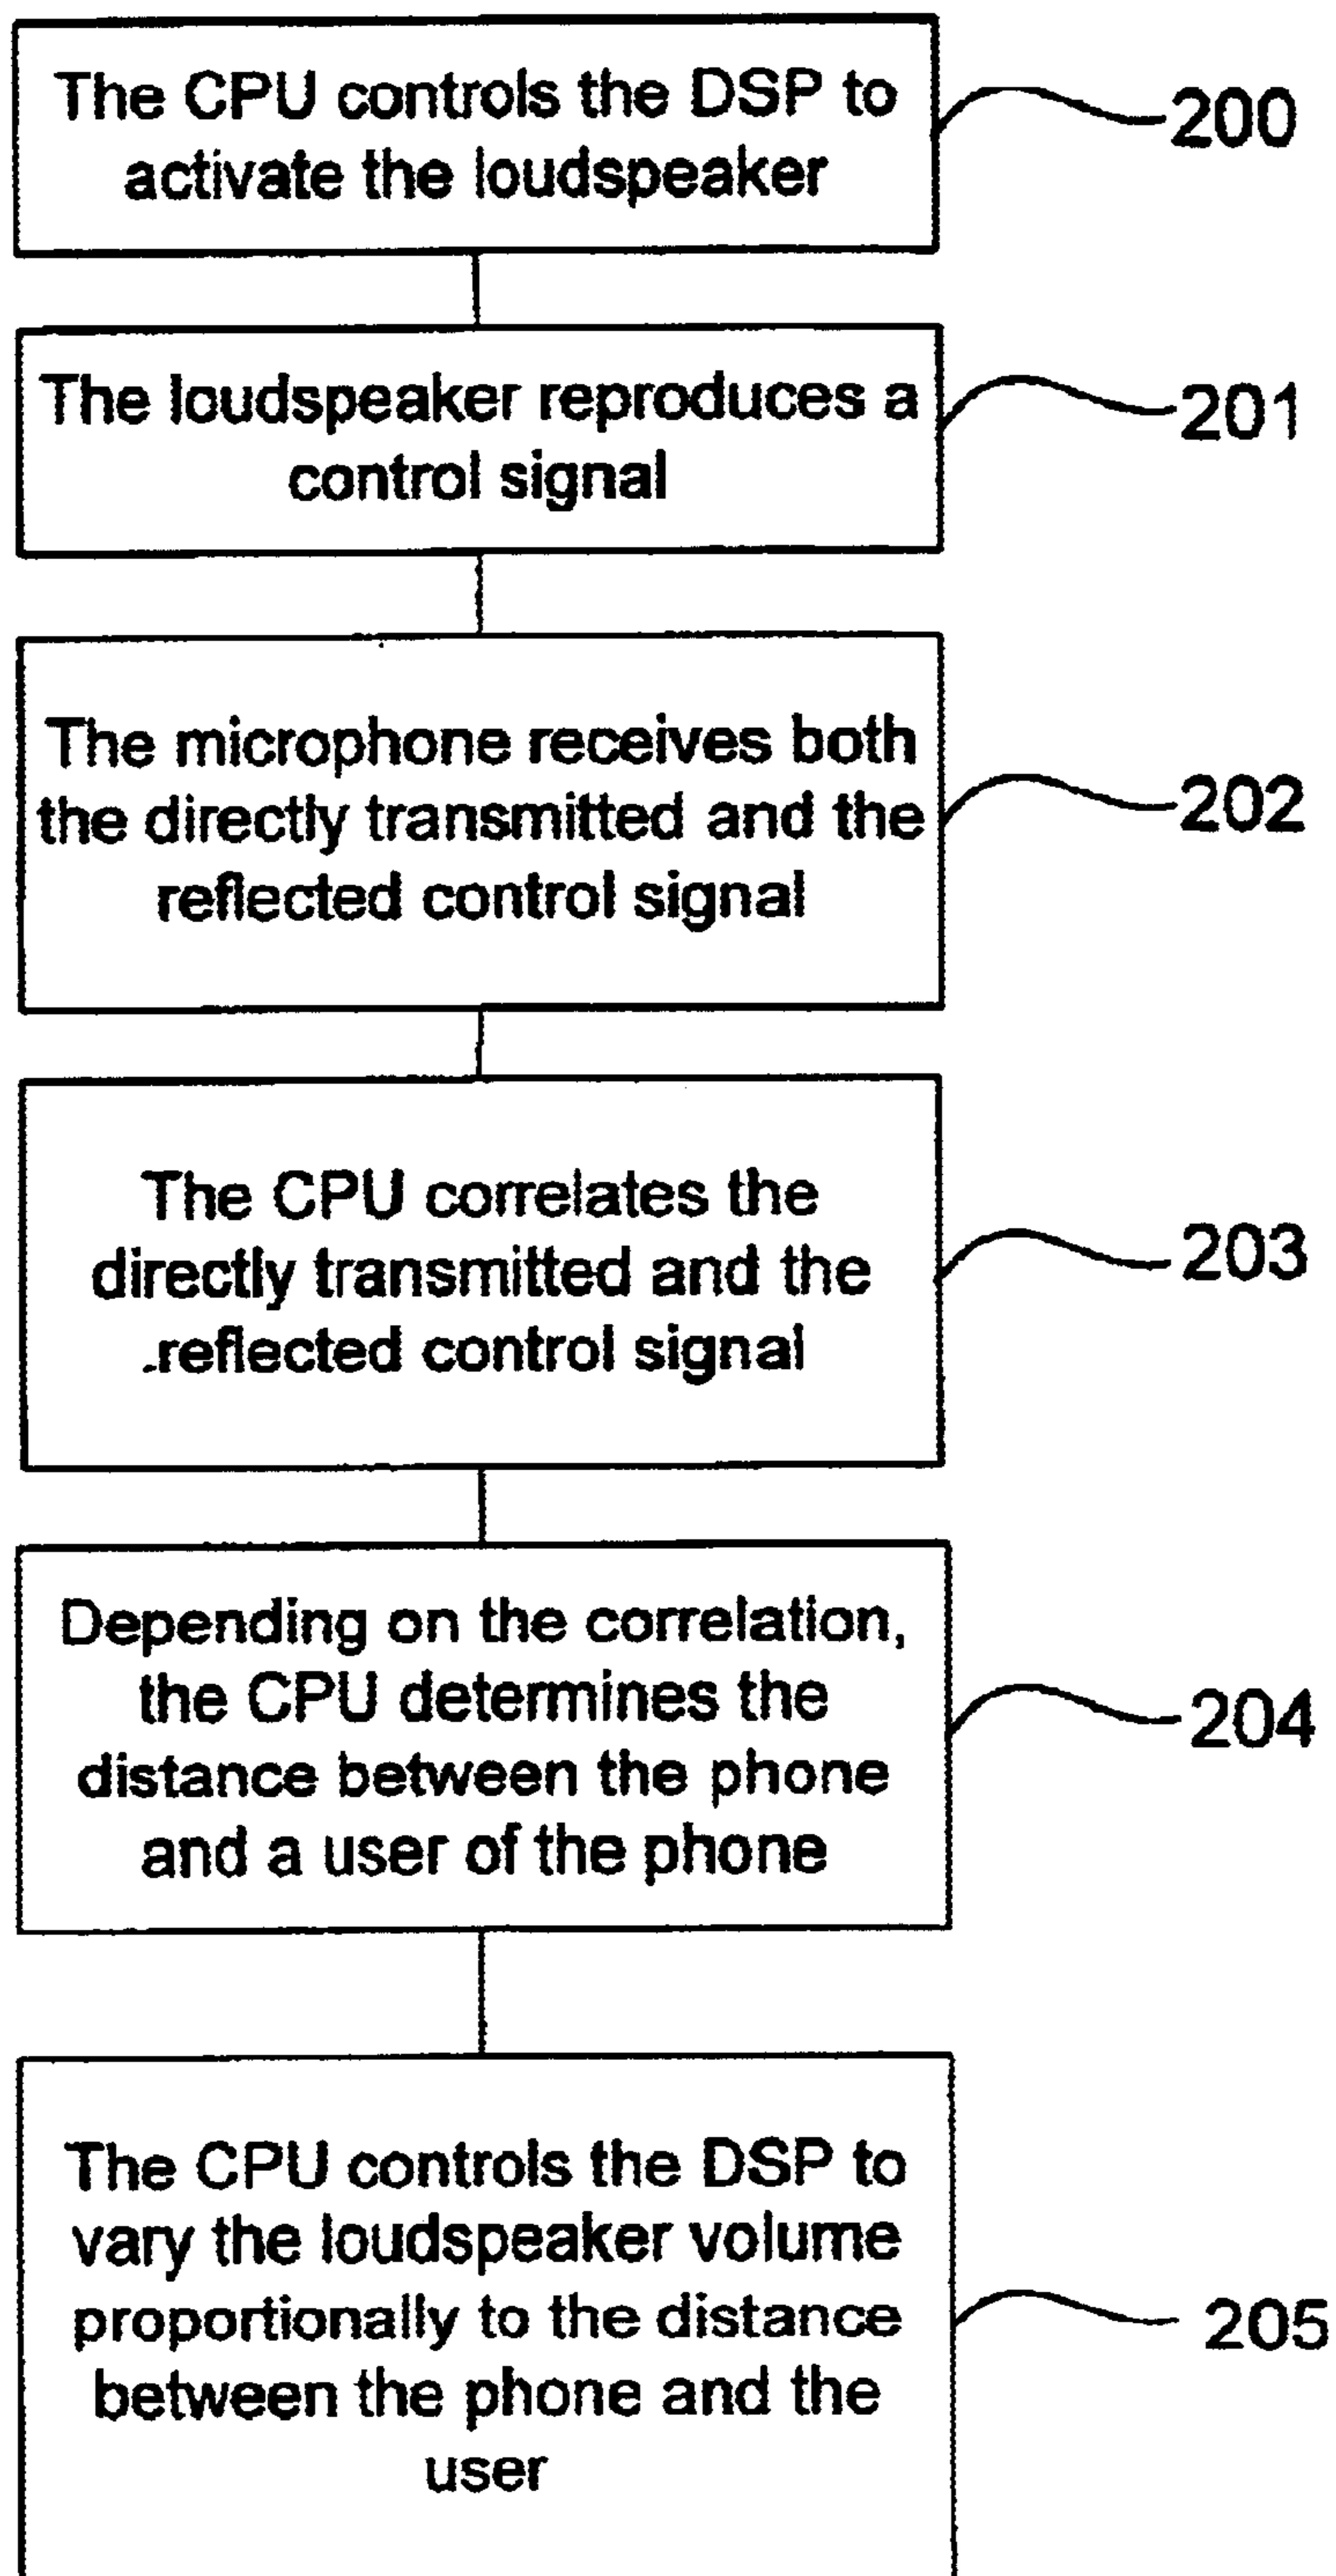 The CPU controls the DSP to
activate the loudspeaker
200
The loudspeaker reproduces a
control signal
201
The microphone receives both
the directly transmitted and the
reflected control signal
202
The CPU correlates the
directly transmitted and the
reflected control signal
203
Depending on the correlation,
the CPU determines the
distance between the phone
and a user of the phone
204
The CPU controls the DSP to
vary the loudspeaker volume
proportionally to the distance
between the phone and the
user
205